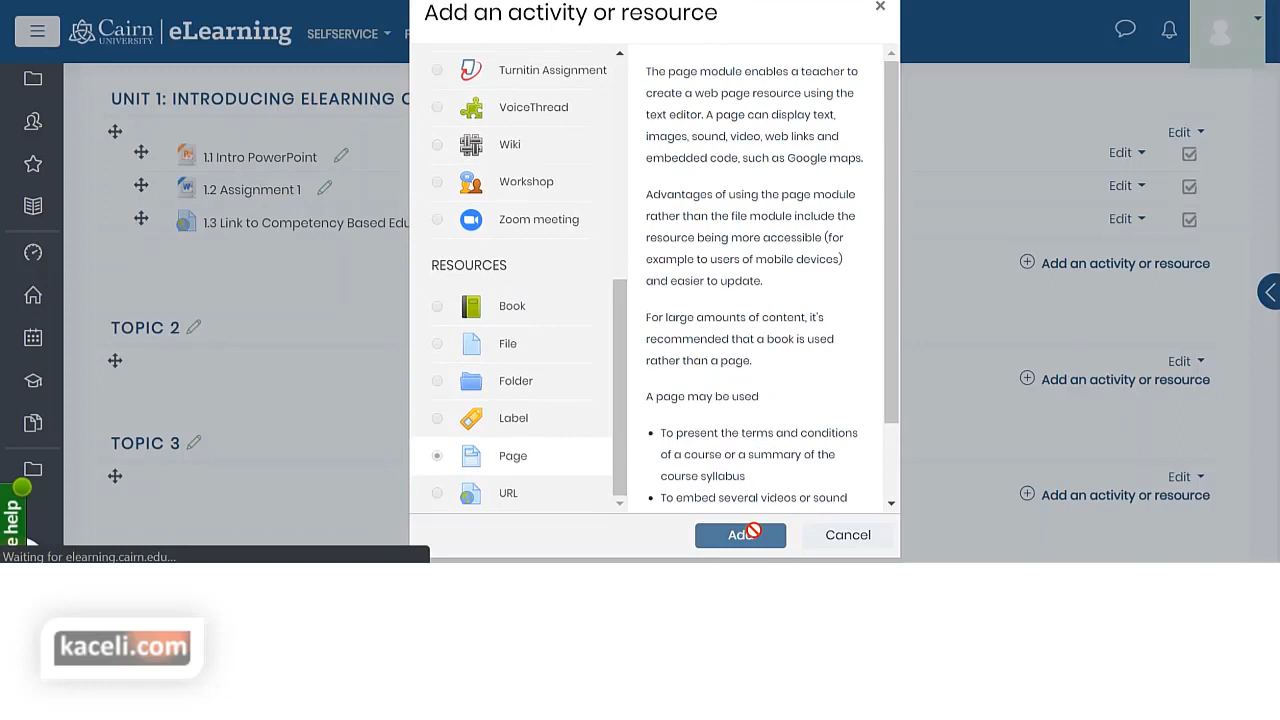 Add an activity or resource
Cairn
UNIVERSITY
eLearning
SELFSERVICE
UNIT 1: INTRODUCING ELEARNING
Edit
1.1 Intro PowerPoint
Edit
1.2 Assignment 1
Edit
1.3 Link to Competency Based Edu
Edit
Add an activity or resource
TOPIC 2
Edit
Add an activity or resource
TOPIC 3
Edit
Add an activity or resource
Turnitin Assignment
VoiceThread
Wiki
Workshop
Zoom meeting
RESOURCES
Book
File
Folder
Label
Page
URL
The page module enables a teacher to
create a web page resource using the
text editor. A page can display text,
images, sound, video, web links and
embedded code, such as Google maps.
Advantages of using the page module
rather than the file module include the
resource being more accessible (for
example to users of mobile devices)
and easier to update.
For large amounts of content, it's
recommended that a book is used
rather than a page.
A page may be used
To present the terms and conditions
of a course or a summary of the
course syllabus
To embed several videos or sound
Add
Cancel
e help
Waiting for elearning.cairn.edu...
kaceli.com